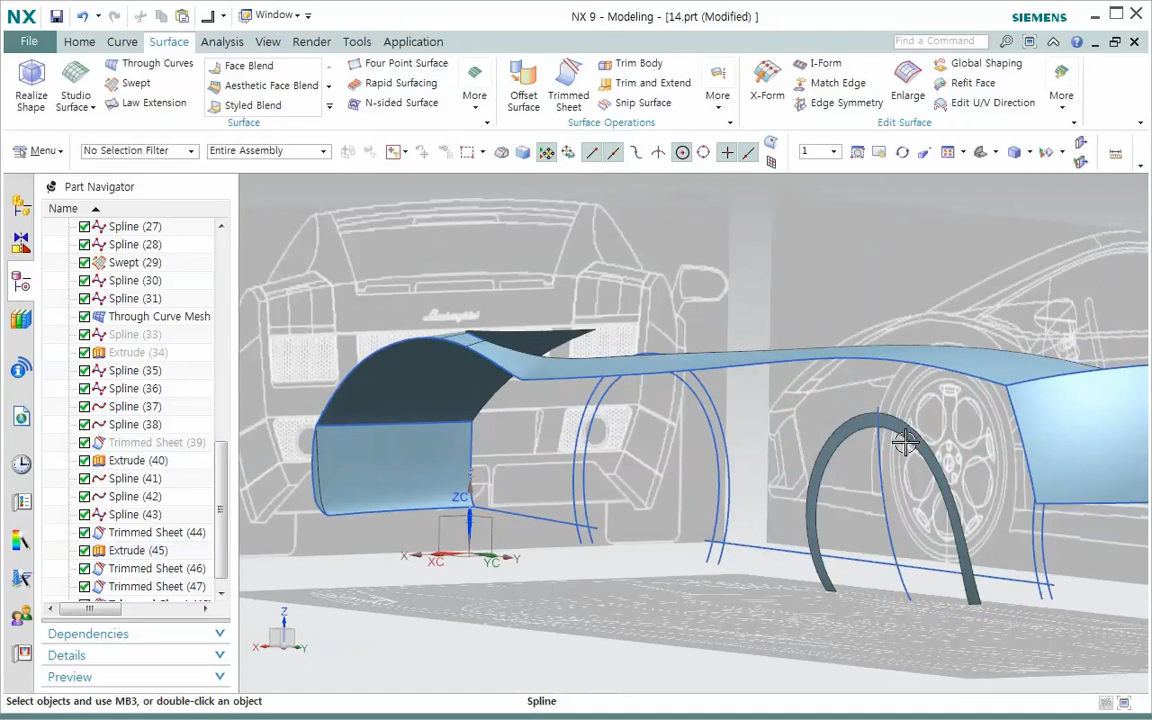 NX
Window
NX 9 - Modeling - [14.prt (Modified) ]
SIEMENS
File
Home
Curve
Surface
Analysis
View
Render
Tools
Application
Find a Command
Realize
Shape
Studio
Surface
Through Curves
Swept
Law Extension
Face Blend
Aesthetic Face Blend
Styled Blend
Four Point Surface
Rapid Surfacing
N-sided Surface
More
Surface
Offset
Surface
Trimmed
Sheet
Trim Body
Trim and Extend
Snip Surface
More
Surface Operations
X-Form
I-Form
Match Edge
Edge Symmetry
Enlarge
Global Shaping
Refit Face
Edit U/V Direction
More
Edit Surface
Menu
No Selection Filter
Entire Assembly
1
Part Navigator
Name
Spline (27)
Spline (28)
Swept (29)
Spline (30)
Spline (31)
Through Curve Mesh
Spline (33)
Extrude (34)
Spline (35)
Spline (36)
Spline (37)
Spline (38)
Trimmed Sheet (39)
Extrude (40)
Spline (41)
Spline (42)
Spline (43)
Trimmed Sheet (44)
Extrude (45)
Trimmed Sheet (46)
Trimmed Sheet (47)
Dependencies
Details
Preview
ZC
X
XC
YC
Y
Z
X
Y
Select objects and use MB3, or double-click an object
Spline